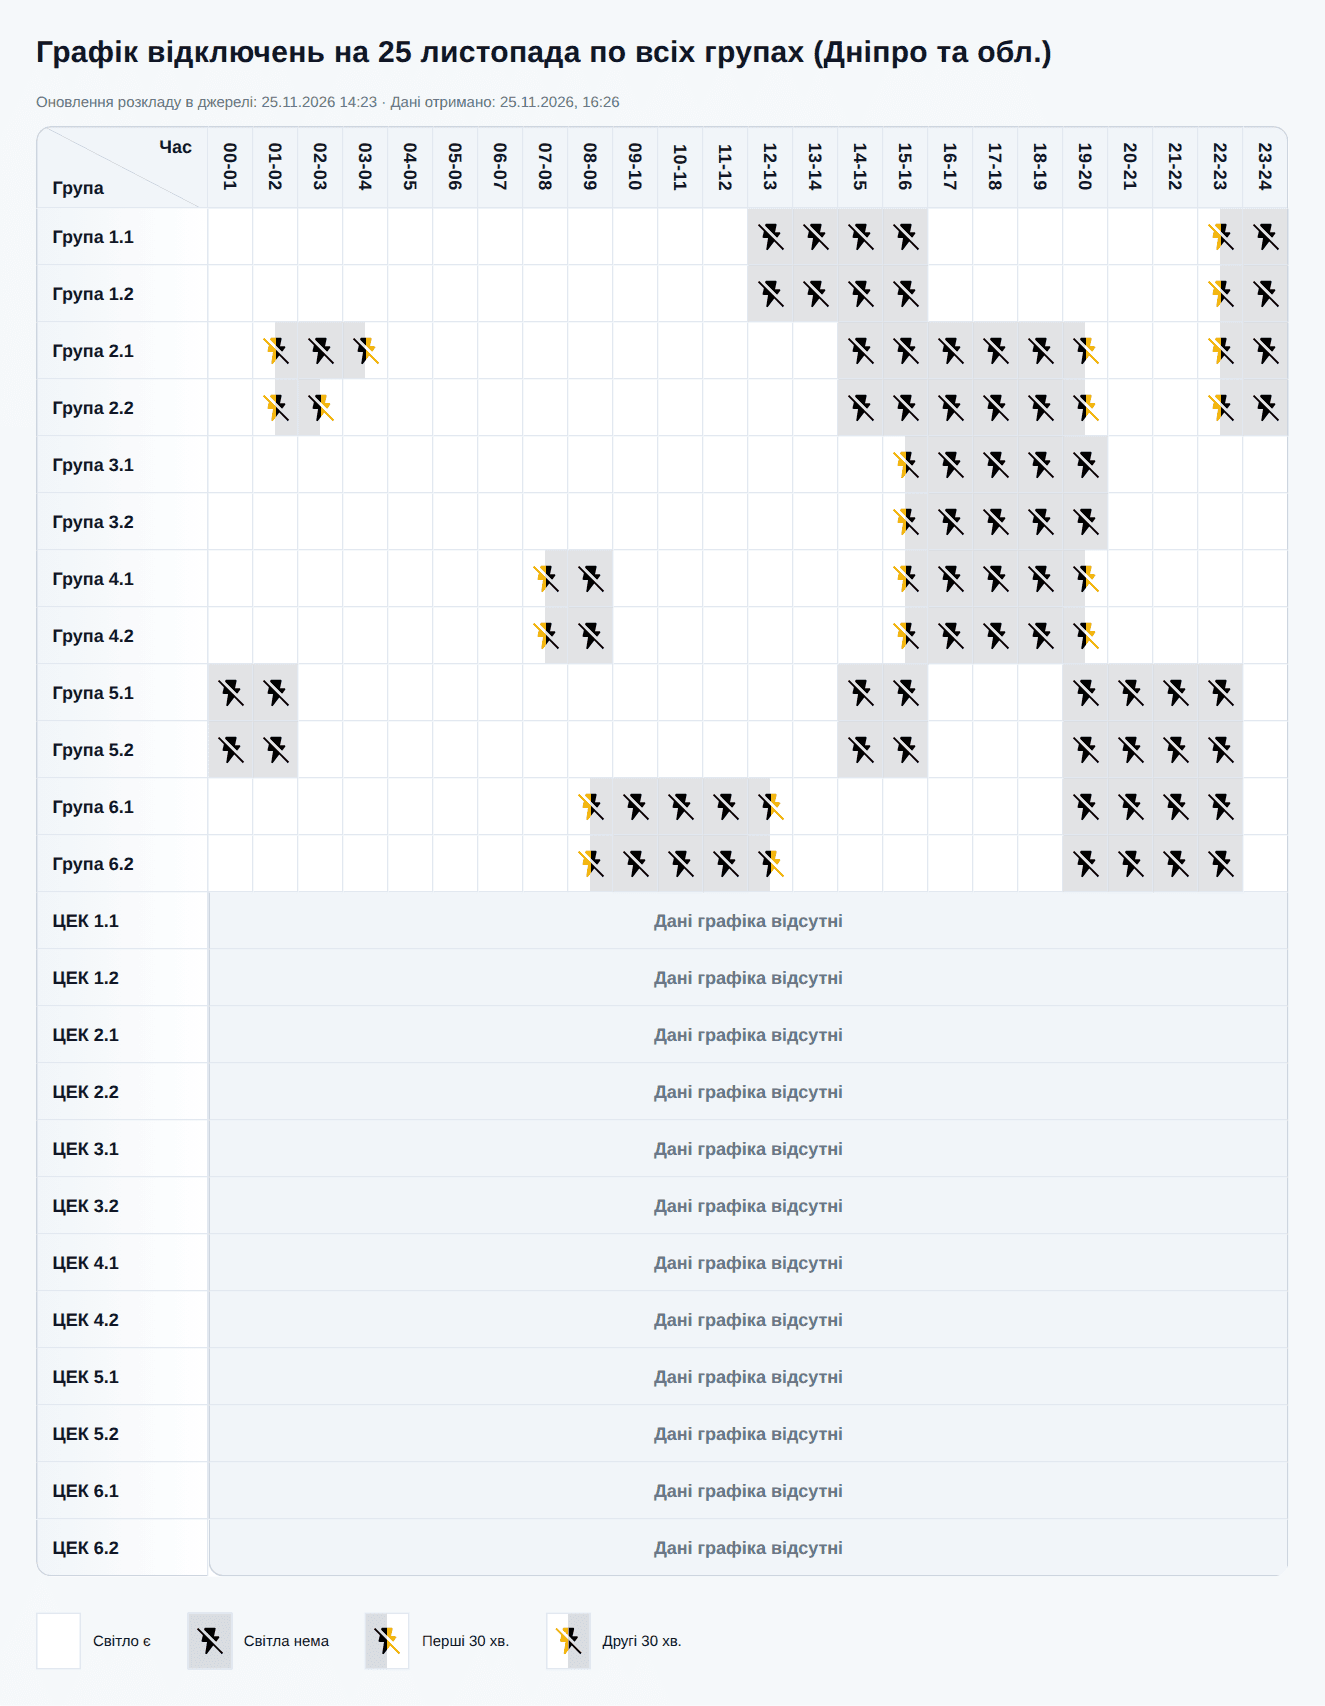 Графік відключень на 25 листопада по всіх групах (Дніпро та обл.)
Оновлення розкладу в джерелі: 25.11.2026 14:23 · Дані отримано: 25.11.2026, 16:26
Час
Група
00-01
01-02
02-03
03-04
04-05
05-06
06-07
07-08
08-09
09-10
10-11
11-12
12-13
13-14
14-15
15-16
16-17
17-18
18-19
19-20
20-21
21-22
22-23
23-24
Група 1.1
Група 1.2
Група 2.1
Група 2.2
Група 3.1
Група 3.2
Група 4.1
Група 4.2
Група 5.1
Група 5.2
Група 6.1
Група 6.2
ЦЕК 1.1 Дані графіка відсутні
ЦЕК 1.2 Дані графіка відсутні
ЦЕК 2.1 Дані графіка відсутні
ЦЕК 2.2 Дані графіка відсутні
ЦЕК 3.1 Дані графіка відсутні
ЦЕК 3.2 Дані графіка відсутні
ЦЕК 4.1 Дані графіка відсутні
ЦЕК 4.2 Дані графіка відсутні
ЦЕК 5.1 Дані графіка відсутні
ЦЕК 5.2 Дані графіка відсутні
ЦЕК 6.1 Дані графіка відсутні
ЦЕК 6.2 Дані графіка відсутні
Світло є Світла нема Перші 30 хв. Другі 30 хв.